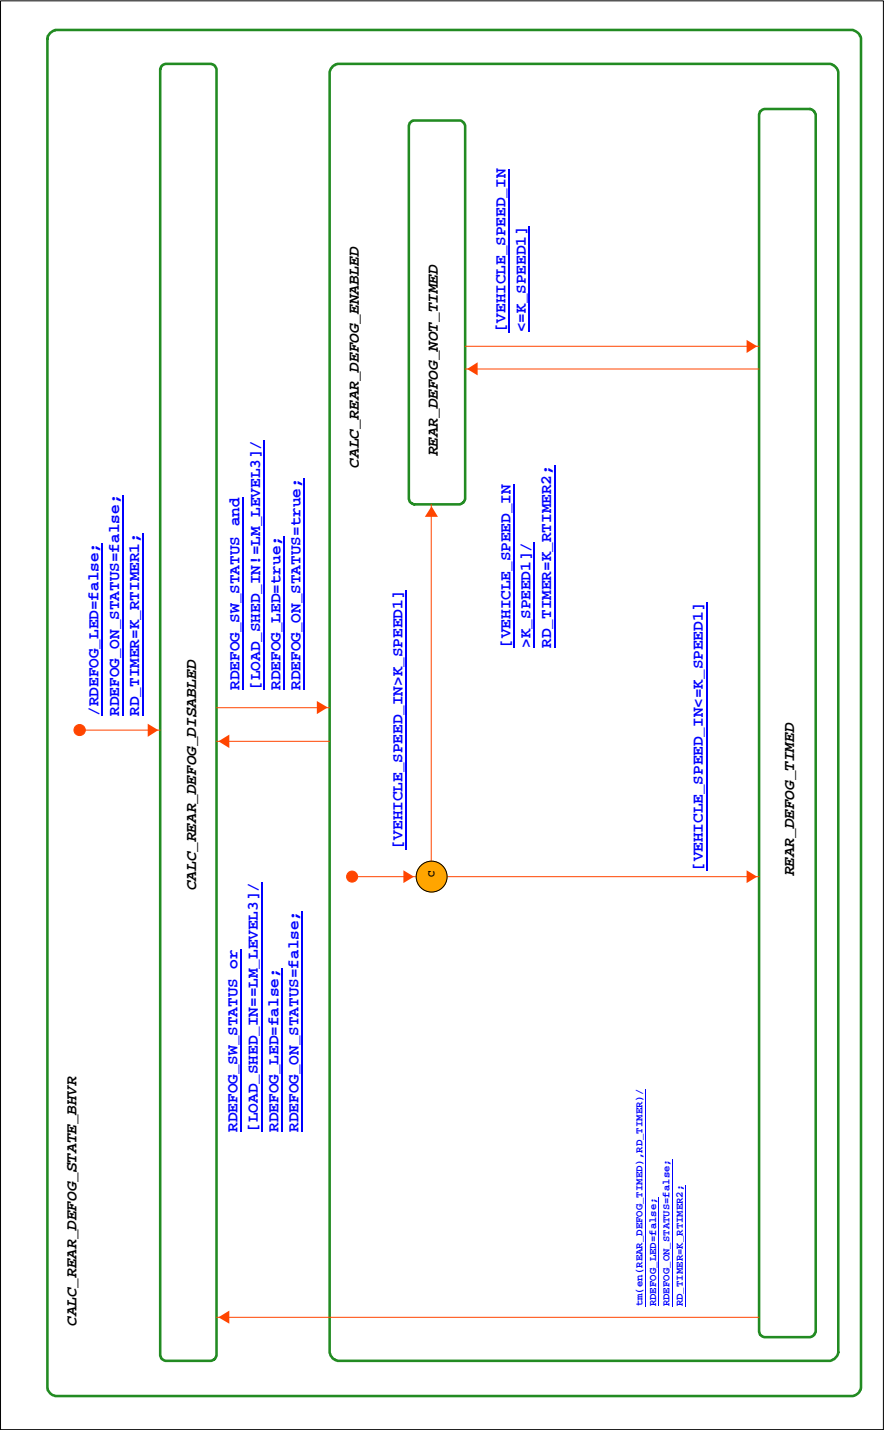 CALC_REAR_DEFOG_STATE_BHVR
/RDEFOG_LED=false;
RDEFOG_ON_STATUS=false;
RD_TIMER=K_RTIMER1;
CALC_REAR_DEFOG_DISABLED
RDEFOG_SW_STATUS or
[LOAD_SHED_IN==LM_LEVEL3]/
RDEFOG_LED=false;
RDEFOG_ON_STATUS=false;
RDEFOG_SW_STATUS and
[LOAD_SHED_IN!=LM_LEVEL3]/
RDEFOG_LED=true;
RDEFOG_ON_STATUS=true;
CALC_REAR_DEFOG_ENABLED
[VEHICLE_SPEED_IN>K_SPEED1]
C
REAR_DEFOG_NOT_TIMED
[VEHICLE_SPEED_IN
<=K_SPEED1]
[VEHICLE_SPEED_IN
>K_SPEED1]/
RD_TIMER=K_RTIMER2;
tm(en(REAR_DEFOG_TIMED),RD_TIMER)/
RDEFOG_LED=false;
RDEFOG_ON_STATUS=false;
RD_TIMER=K_RTIMER2;
[VEHICLE_SPEED_IN<=K_SPEED1]
REAR_DEFOG_TIMED